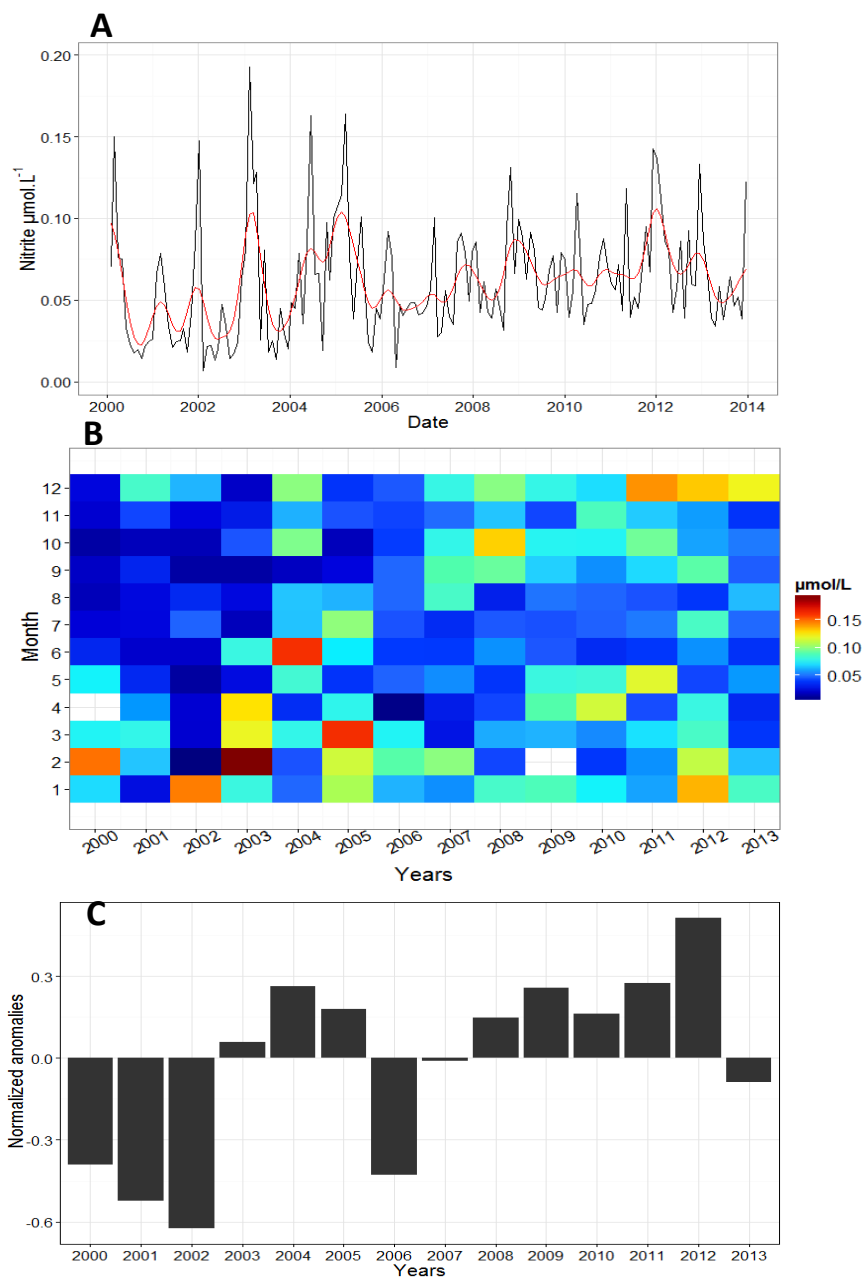 A
0.20
0.15
0.10
0.05
0.00
Nitrite µmol.L⁻¹
2000 2002 2004 2006 2008 2010 2012 2014
Date
B
12
11
10
9
8
7
6
5
4
3
2
1
Month
2000 2001 2002 2003 2004 2005 2006 2007 2008 2009 2010 2011 2012 2013
Years
µmol/L
0.15
0.10
0.05
C
0.3
0.0
-0.3
-0.6
Normalized anomalies
2000 2001 2002 2003 2004 2005 2006 2007 2008 2009 2010 2011 2012 2013
Years